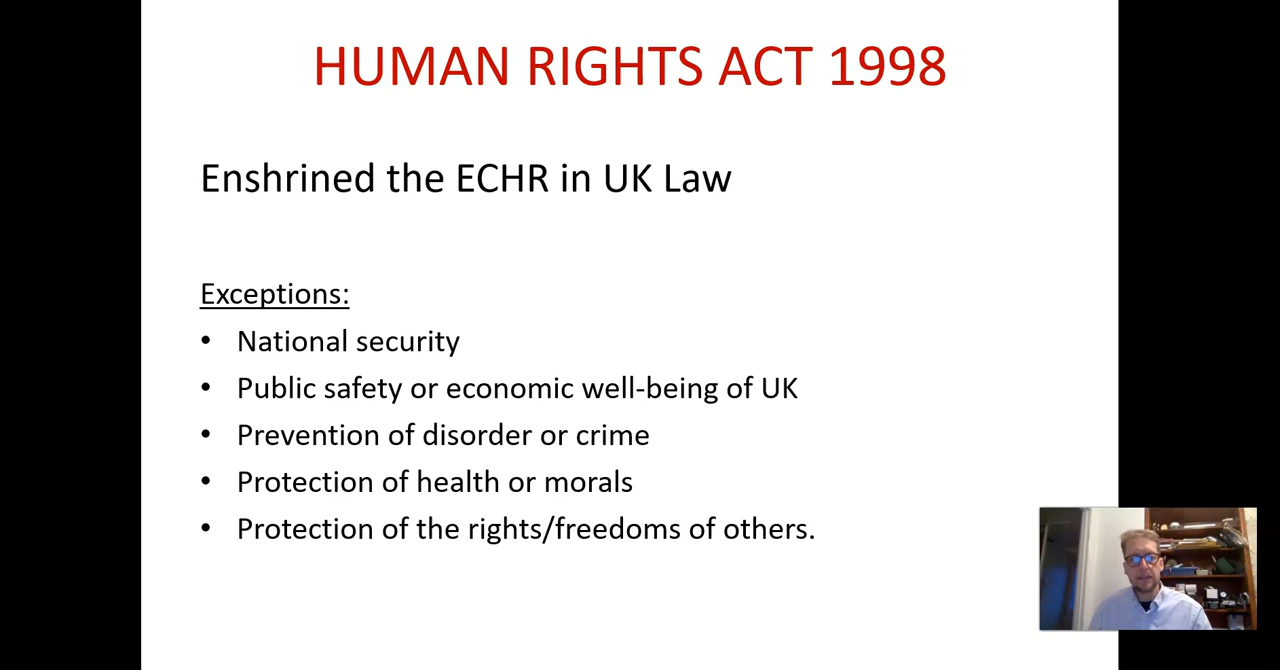 HUMAN RIGHTS ACT 1998
Enshrined the ECHR in UK Law
Exceptions:
• National security
• Public safety or economic well-being of UK
• Prevention of disorder or crime
• Protection of health or morals
• Protection of the rights/freedoms of others.